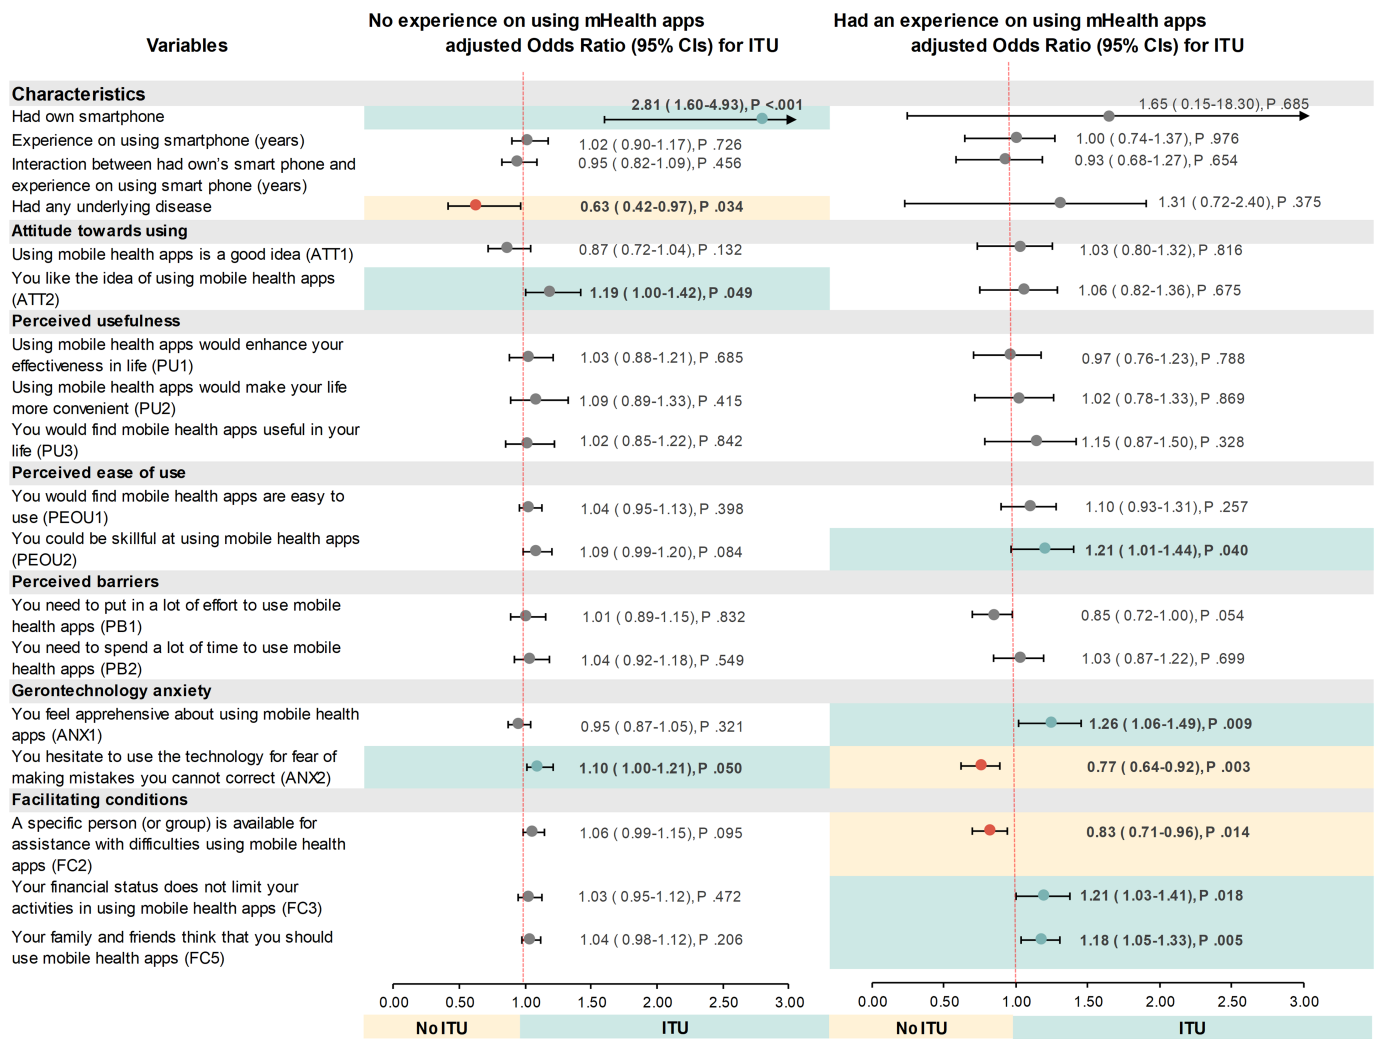 No experience on using mHealth apps
adjusted Odds Ratio (95% CIs) for ITU
Had an experience on using mHealth apps
adjusted Odds Ratio (95% CIs) for ITU
Variables
Characteristics
Had own smartphone
2.81 ( 1.60-4.93), P <.001
1.65 ( 0.15-18.30), P .685
Experience on using smartphone (years)
1.02 ( 0.90-1.17), P .726
1.00 ( 0.74-1.37), P .976
Interaction between had own's smart phone and
experience on using smart phone (years)
0.95 ( 0.82-1.09), P .456
0.93 ( 0.68-1.27), P .654
Had any underlying disease
0.63 ( 0.42-0.97), P .034
1.31 ( 0.72-2.40), P .375
Attitude towards using
Using mobile health apps is a good idea (ATT1)
0.87 ( 0.72-1.04), P .132
1.03 ( 0.80-1.32), P .816
You like the idea of using mobile health apps
(ATT2)
1.19 ( 1.00-1.42), P .049
1.06 ( 0.82-1.36), P .675
Perceived usefulness
Using mobile health apps would enhance your
effectiveness in life (PU1)
1.03 ( 0.88-1.21), P .685
0.97 ( 0.76-1.23), P .788
Using mobile health apps would make your life
more convenient (PU2)
1.09 ( 0.89-1.33), P .415
1.02 ( 0.78-1.33), P .869
You would find mobile health apps useful in your
life (PU3)
1.02 ( 0.85-1.22), P .842
1.15 ( 0.87-1.50), P .328
Perceived ease of use
You would find mobile health apps are easy to
use (PEOU1)
1.04 ( 0.95-1.13), P .398
1.10 ( 0.93-1.31), P .257
You could be skillful at using mobile health apps
(PEOU2)
1.09 ( 0.99-1.20), P .084
1.21 ( 1.01-1.44), P .040
Perceived barriers
You need to put in a lot of effort to use mobile
health apps (PB1)
1.01 ( 0.89-1.15), P .832
0.85 ( 0.72-1.00), P .054
You need to spend a lot of time to use mobile
health apps (PB2)
1.04 ( 0.92-1.18), P .549
1.03 ( 0.87-1.22), P .699
Gerontechnology anxiety
You feel apprehensive about using mobile health
apps (ANX1)
0.95 ( 0.87-1.05), P .321
1.26 ( 1.06-1.49), P .009
You hesitate to use the technology for fear of
making mistakes you cannot correct (ANX2)
1.10 ( 1.00-1.21), P .050
0.77 ( 0.64-0.92), P .003
Facilitating conditions
A specific person (or group) is available for
assistance with difficulties using mobile health
apps (FC2)
1.06 ( 0.99-1.15), P .095
0.83 ( 0.71-0.96), P .014
Your financial status does not limit your
activities in using mobile health apps (FC3)
1.03 ( 0.95-1.12), P .472
1.21 ( 1.03-1.41), P .018
Your family and friends think that you should
use mobile health apps (FC5)
1.04 ( 0.98-1.12), P .206
1.18 ( 1.05-1.33), P .005
0.00 0.50 1.00 1.50 2.00 2.50 3.00
0.00 0.50 1.00 1.50 2.00 2.50 3.00
No ITU
ITU
No ITU
ITU